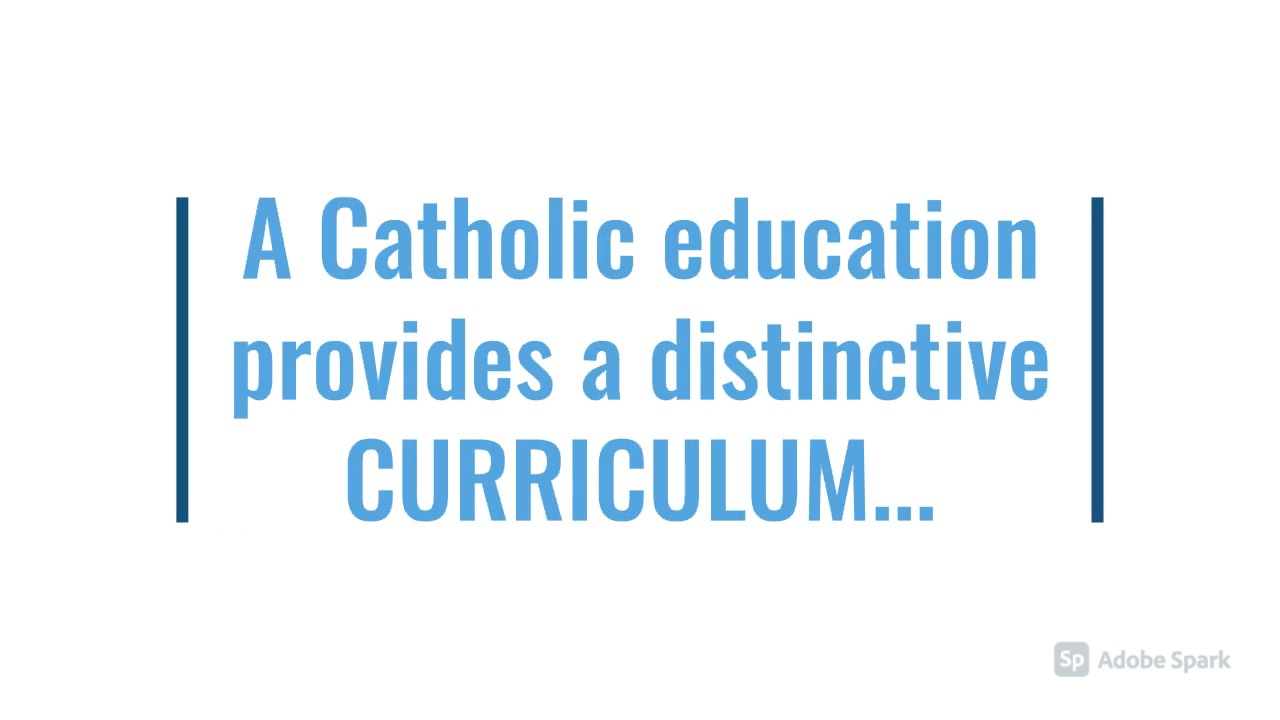 A Catholic education
provides a distinctive
CURRICULUM...
Sp Adobe Spark